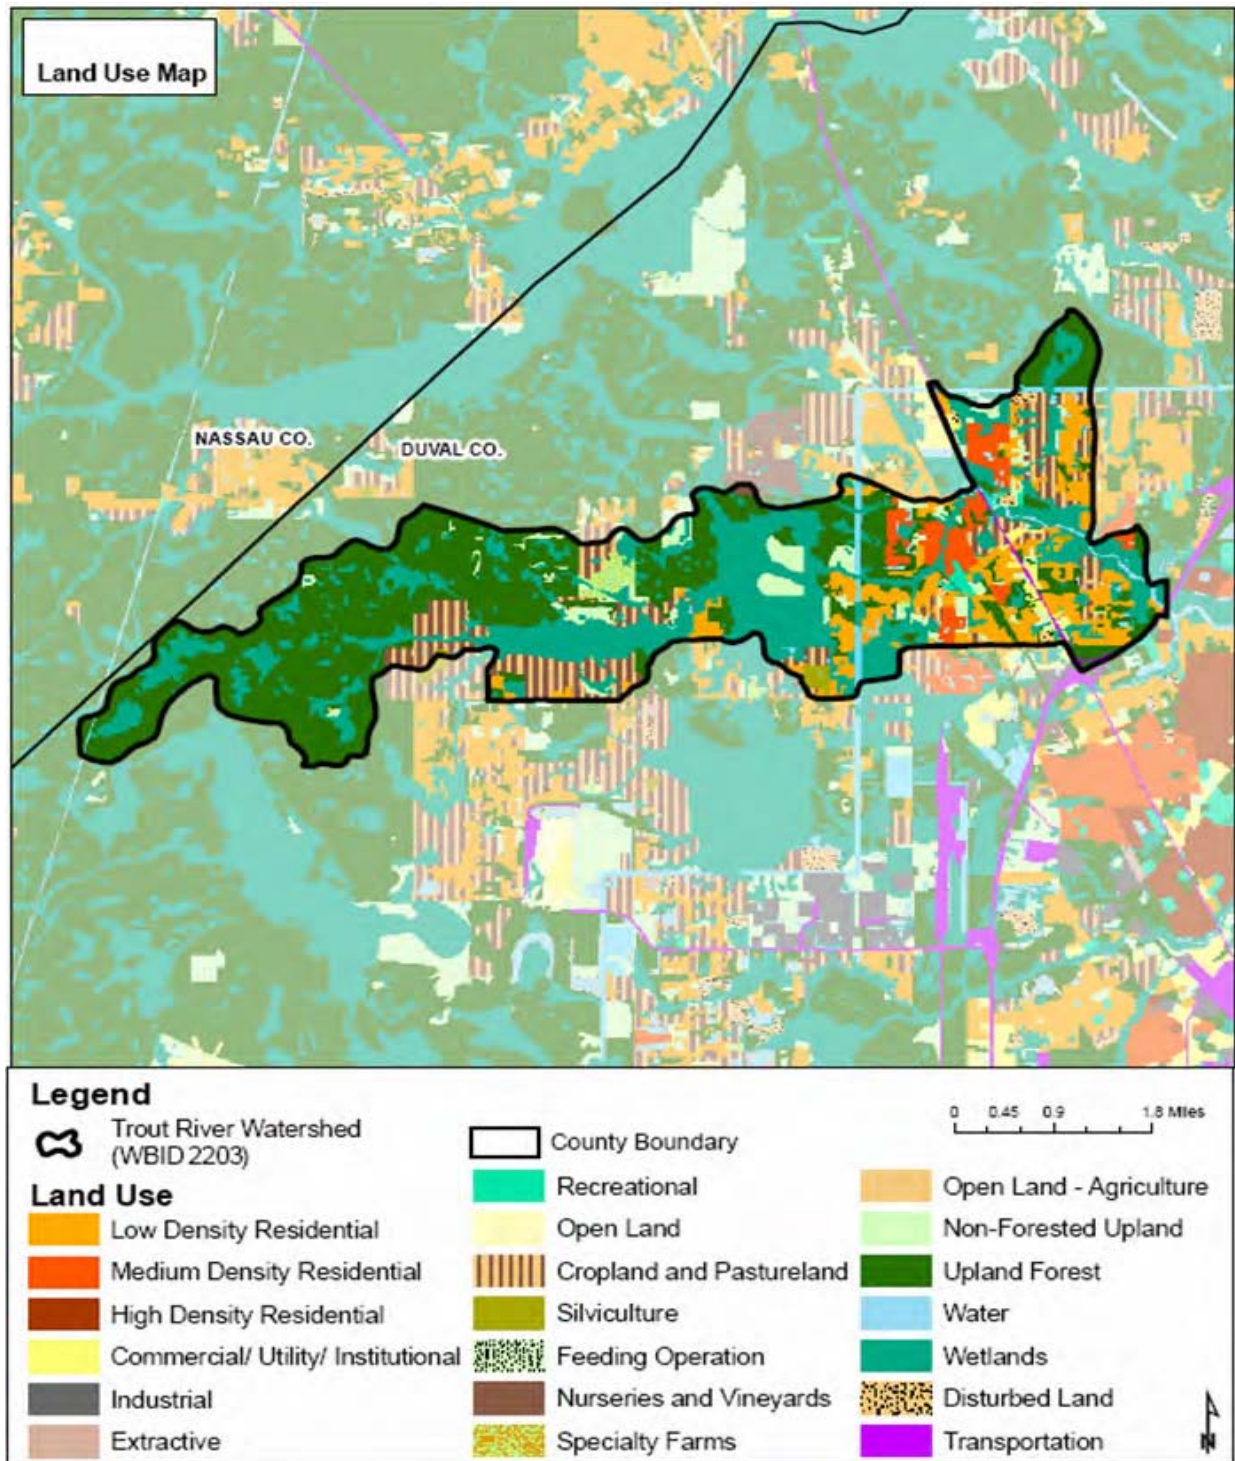 Land Use Map
NASSAU CO.
DUVAL CO.
Legend
Trout River Watershed
(WBID 2203)
Land Use
Low Density Residential
Medium Density Residential
High Density Residential
Commercial/ Utility/ Institutional
Industrial
Extractive
County Boundary
Recreational
Open Land
Cropland and Pastureland
Silviculture
Feeding Operation
Nurseries and Vineyards
Specialty Farms
0 0.45 0.9 1.8 Miles
Open Land - Agriculture
Non-Forested Upland
Upland Forest
Water
Wetlands
Disturbed Land
Transportation
N